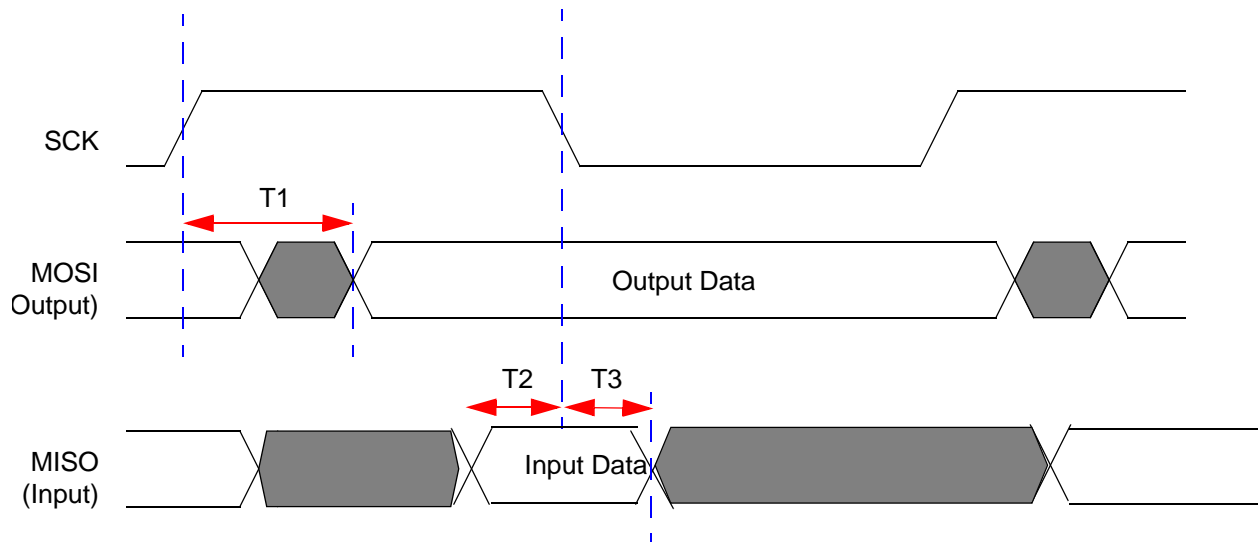 SCK
T1
MOSI
Output)
Output Data
T2
T3
MISO
(Input)
Input Data